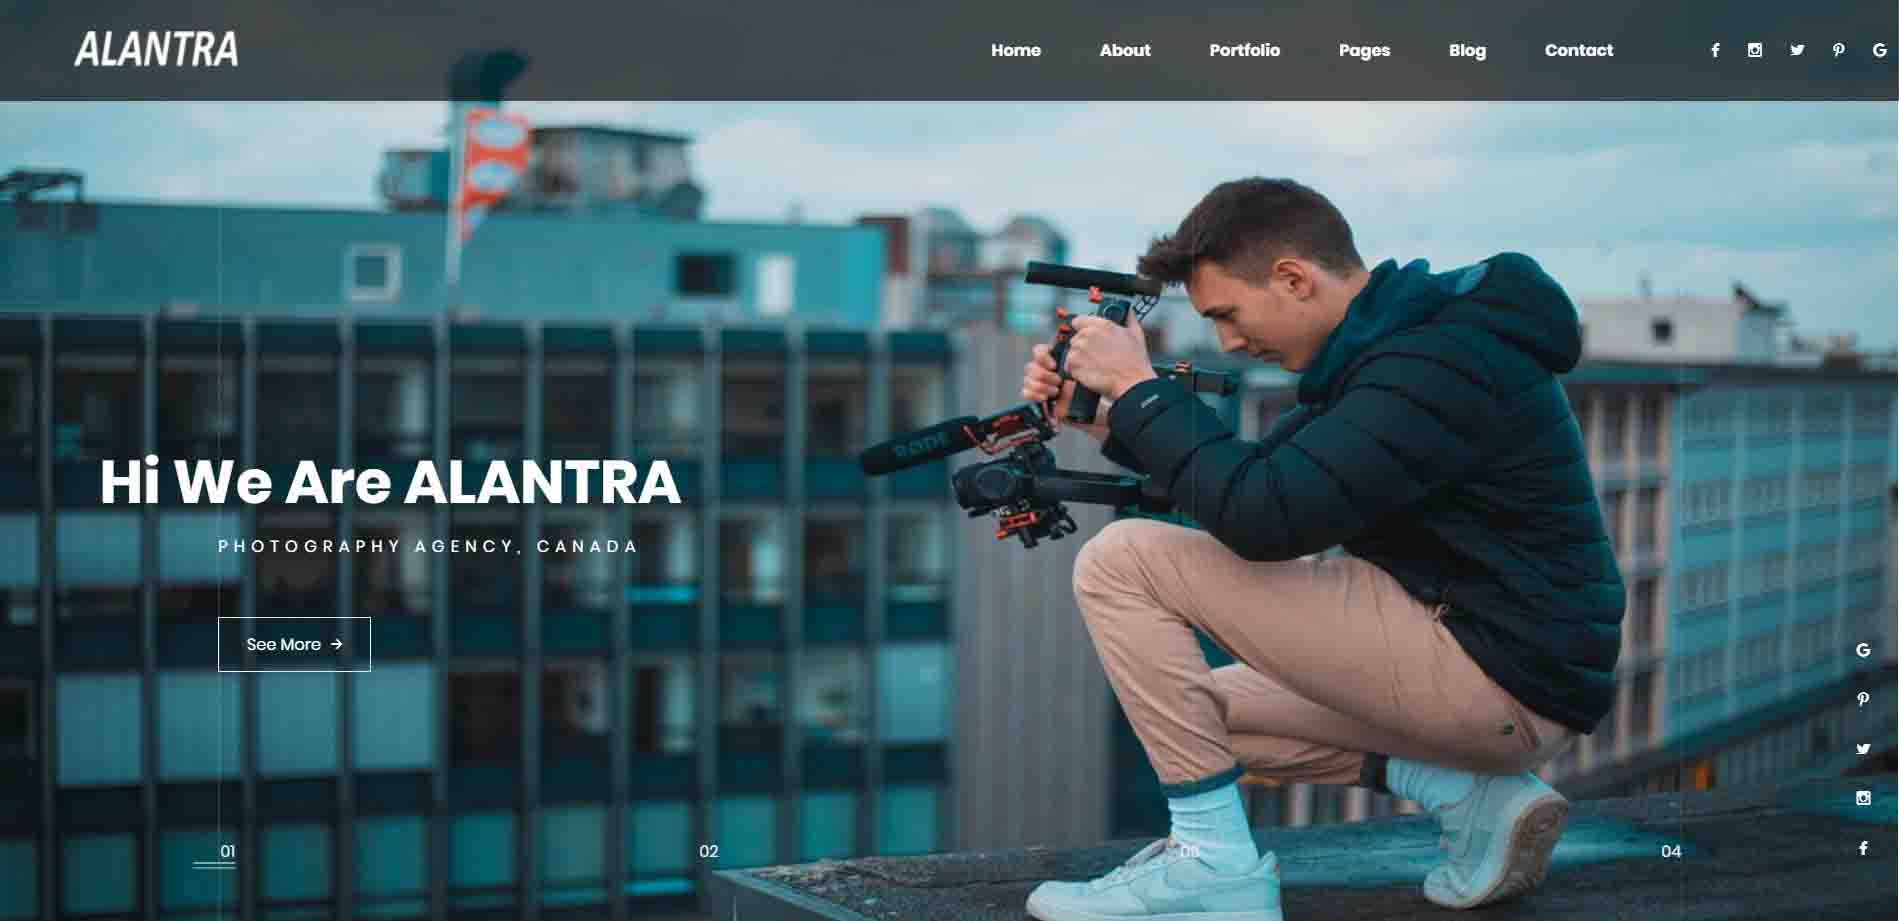 ALANTRA
Home About Portfolio Pages Blog Contact
RØDE
Hi We Are ALANTRA
PHOTOGRAPHY AGENCY, CANADA
See More →
01 02 03 04